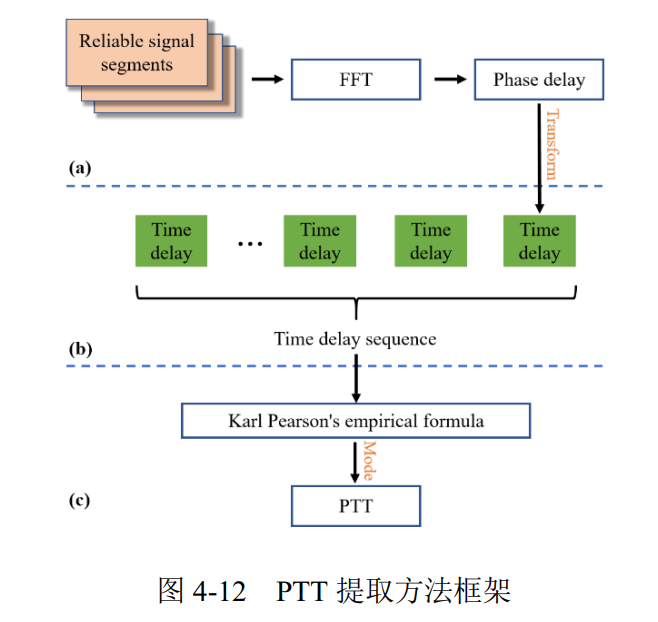 Reliable signal
segments
FFT
Phase delay
Transform
(a)
Time
delay
...
Time
delay
Time
delay
Time
delay
Time delay sequence
(b)
Karl Pearson's empirical formula
Mode
(c)
PTT
图 4-12 PTT 提取方法框架